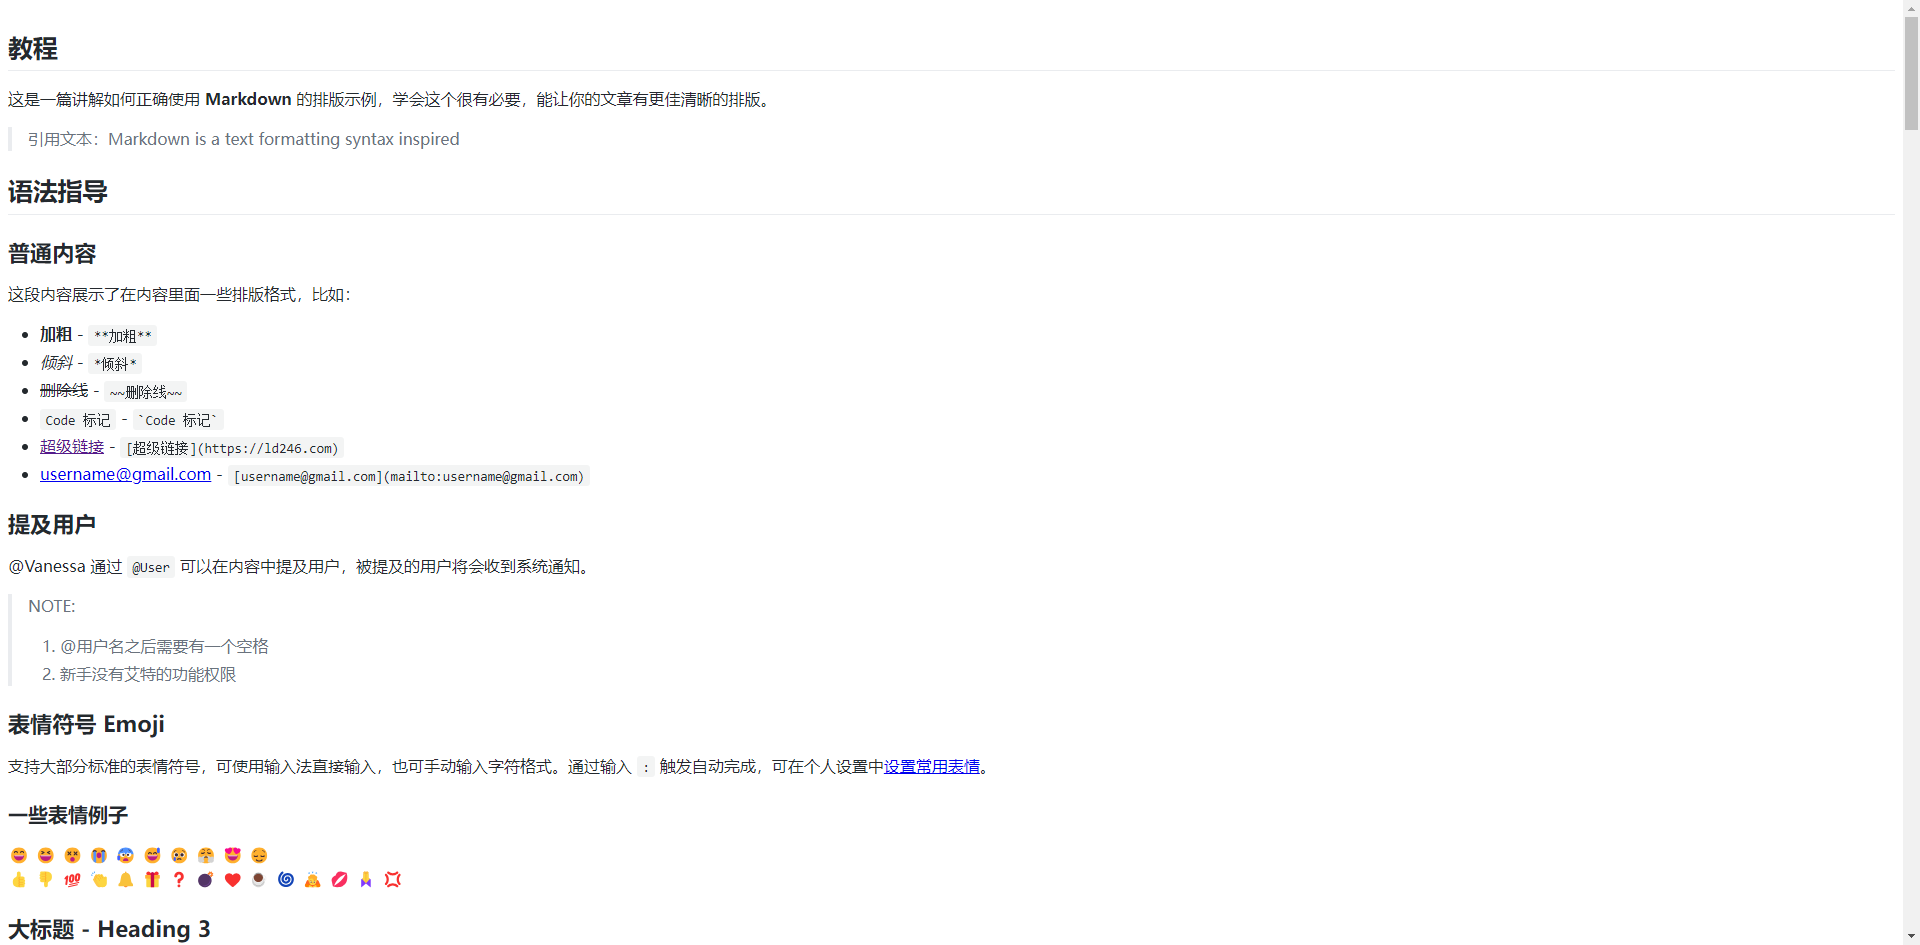 教程
这是一篇讲解如何正确使用 Markdown 的排版示例，学会这个很有必要，能让你的文章有更佳清晰的排版。
引用文本：Markdown is a text formatting syntax inspired
语法指导
普通内容
这段内容展示了在内容里面一些排版格式，比如：
• 加粗 - **加粗**
• 倾斜 - *倾斜*
• 删除线 - ~~删除线~~
• Code 标记 - `Code 标记`
• 超级链接 - [超级链接](https://ld246.com)
• username@gmail.com - [username@gmail.com](mailto:username@gmail.com)
提及用户
@Vanessa 通过 @User 可以在内容中提及用户，被提及的用户将会收到系统通知。
NOTE:
1. @用户名之后需要有一个空格
2. 新手没有艾特的功能权限
表情符号 Emoji
支持大部分标准的表情符号，可使用输入法直接输入，也可手动输入字符格式。通过输入 : 触发自动完成，可在个人设置中设置常用表情。
一些表情例子
😄 😆 😵 😭 😰 😅 😢 😤 😍 😌
👍 👎 💯 👏 🔔 🎁 ❓ 💣 ❤️ ☕ 🌀 🙇 💋 🙏 💢
大标题 - Heading 3